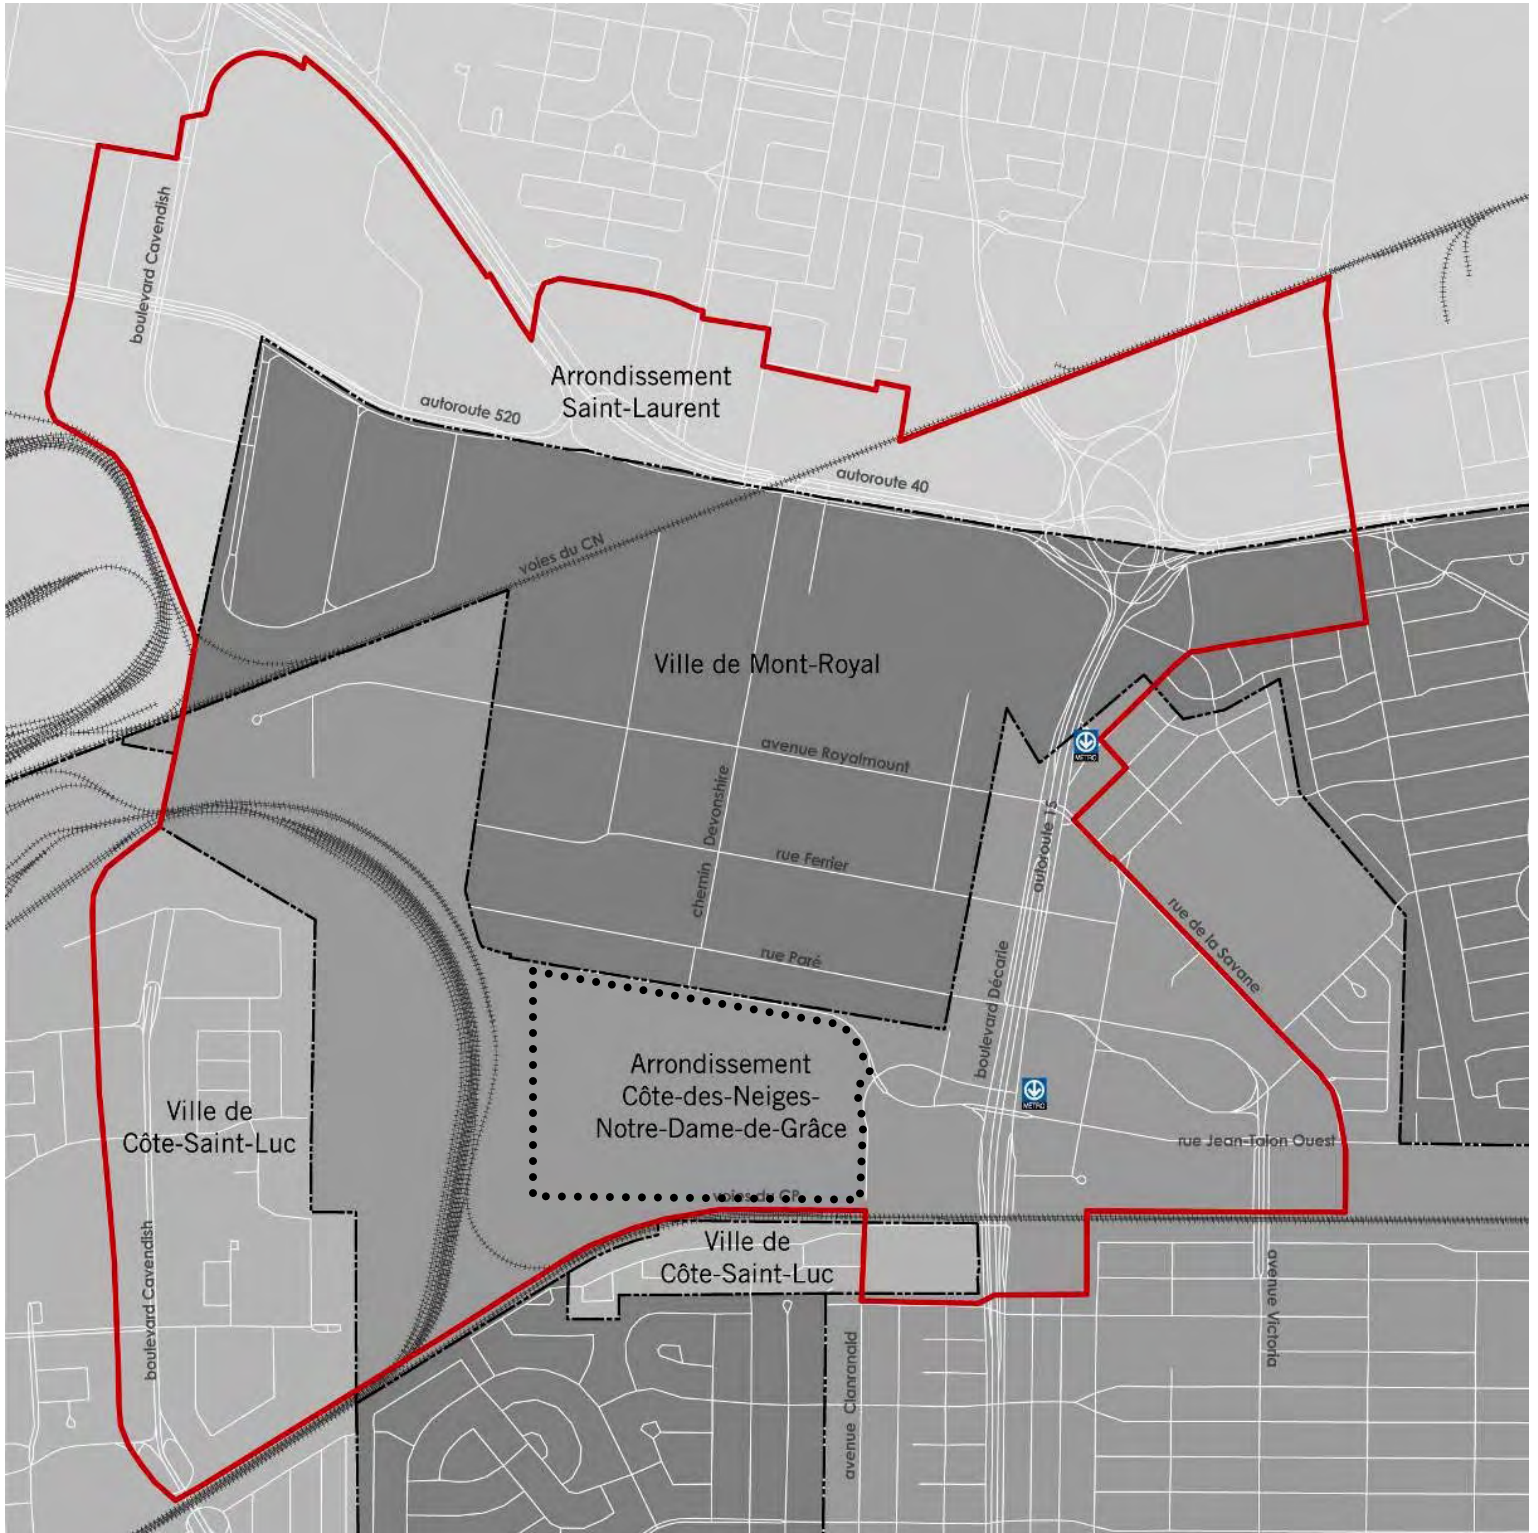 boulevard Cavendish
Arrondissement
Saint-Laurent
autoroute 520
autoroute 40
voies du CN
Ville de Mont-Royal
METRO
avenue Royalmount
chemin Devonshire
autoroute 15
rue Ferrier
rue de la Savane
rue Paré
boulevard Décarie
Arrondissement
Côte-des-Neiges-
Notre-Dame-de-Grâce
METRO
Ville de
Côte-Saint-Luc
rue Jean-Talon Ouest
voies du CP
Ville de
Côte-Saint-Luc
boulevard Cavendish
avenue Victoria
avenue Clanranald